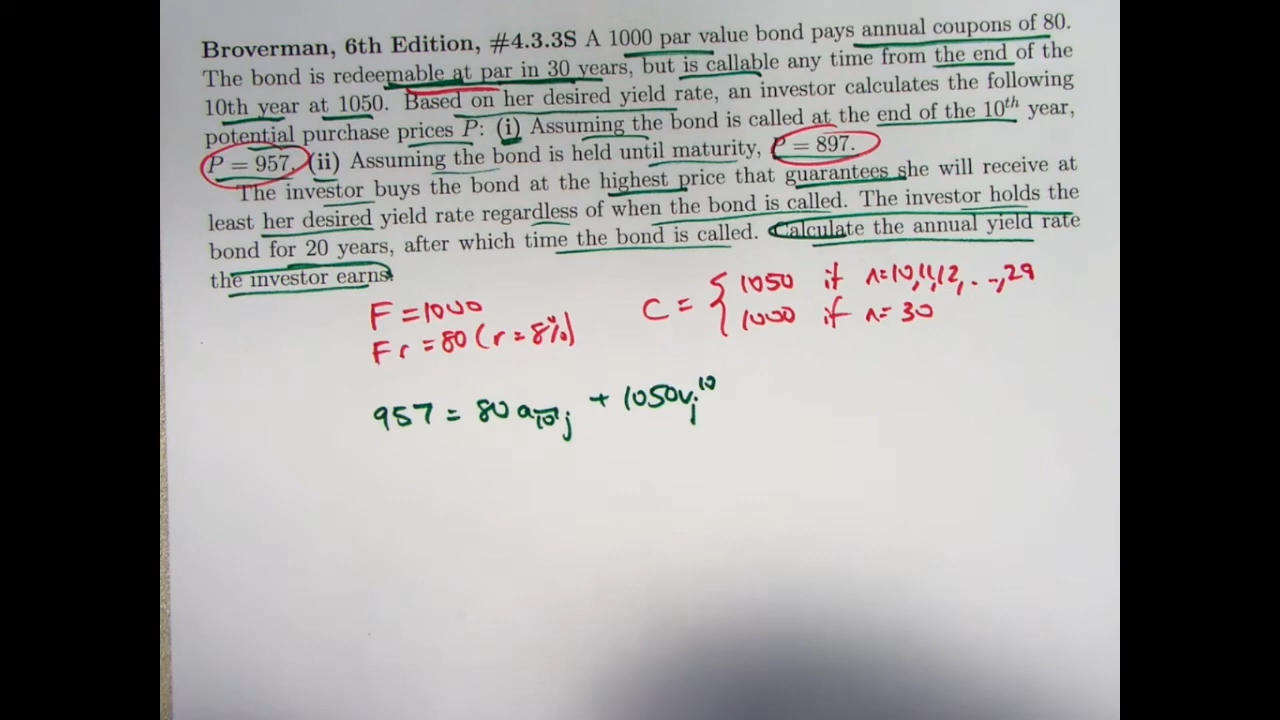 Broverman, 6th Edition, #4.3.3S A 1000 par value bond pays annual coupons of 80.
The bond is redeemable at par in 30 years, but is callable any time from the end of the
10th year at 1050. Based on her desired yield rate, an investor calculates the following
potential purchase prices P: (i) Assuming the bond is called at the end of the 10th year,
P = 957. (ii) Assuming the bond is held until maturity, P = 897.
The investor buys the bond at the highest price that guarantees she will receive at
least her desired yield rate regardless of when the bond is called. The investor holds the
bond for 20 years, after which time the bond is called. Calculate the annual yield rate
the investor earns.
F = 1000
C = { 1050 if n=10,11,12, ..., 29
Fr = 80 (r = 8%)
1000 if n = 30
957 = 80 a10|j + 1050vj^10